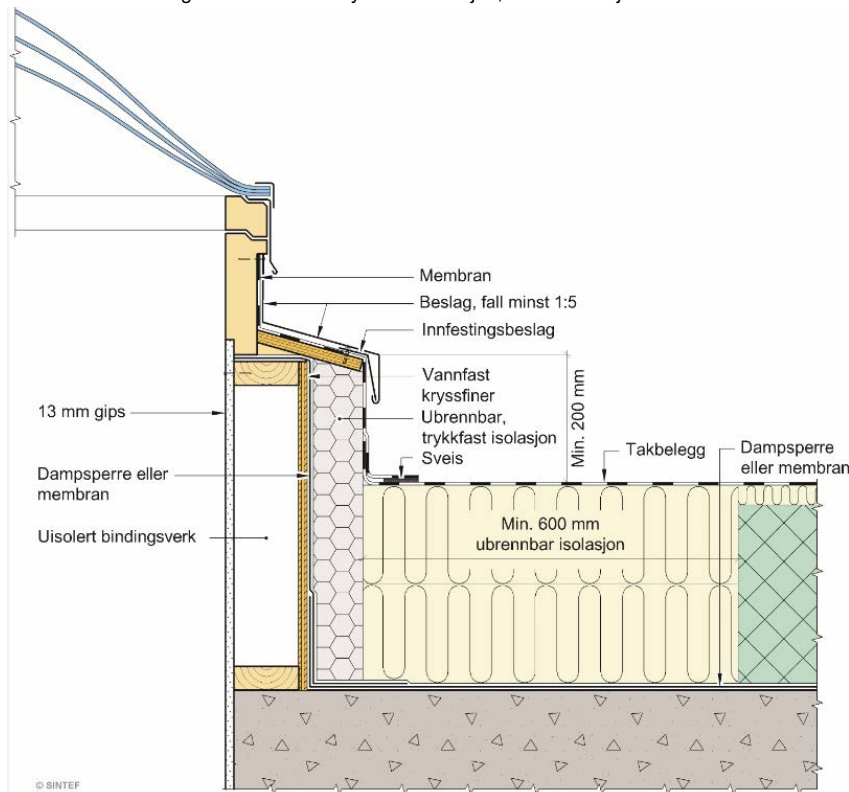 Membran
Beslag, fall minst 1:5
Innfestingsbeslag
Vannfast
kryssfiner
Ubrennbar,
trykkfast isolasjon
Sveis
13 mm gips
Dampsperre eller
membran
Uisolert bindingsverk
Min. 200 mm
Takbelegg
Dampsperre
eller membran
Min. 600 mm
ubrennbar isolasjon
© SINTEF